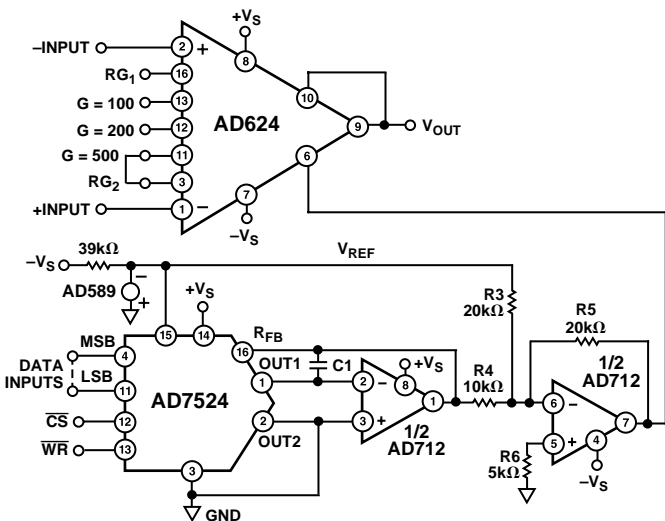 +VS
–INPUT
2
+
8
RG1
16
10
G = 100
13
AD624
9
VOUT
G = 200
12
G = 500
11
6
RG2
3
7
+INPUT
1
–
–VS
39kΩ
–VS
VREF
–
AD589
+
+VS
R3
20kΩ
R5
20kΩ
15
14
RFB
16
MSB
4
OUT1
C1
+VS
R4
10kΩ
1/2
AD712
DATA
INPUTS
LSB
11
AD7524
1
2
–
8
1
6
–
7
CS
12
2
3
+
5
+
4
WR
13
OUT2
1/2
AD712
R6
5kΩ
–VS
3
GND